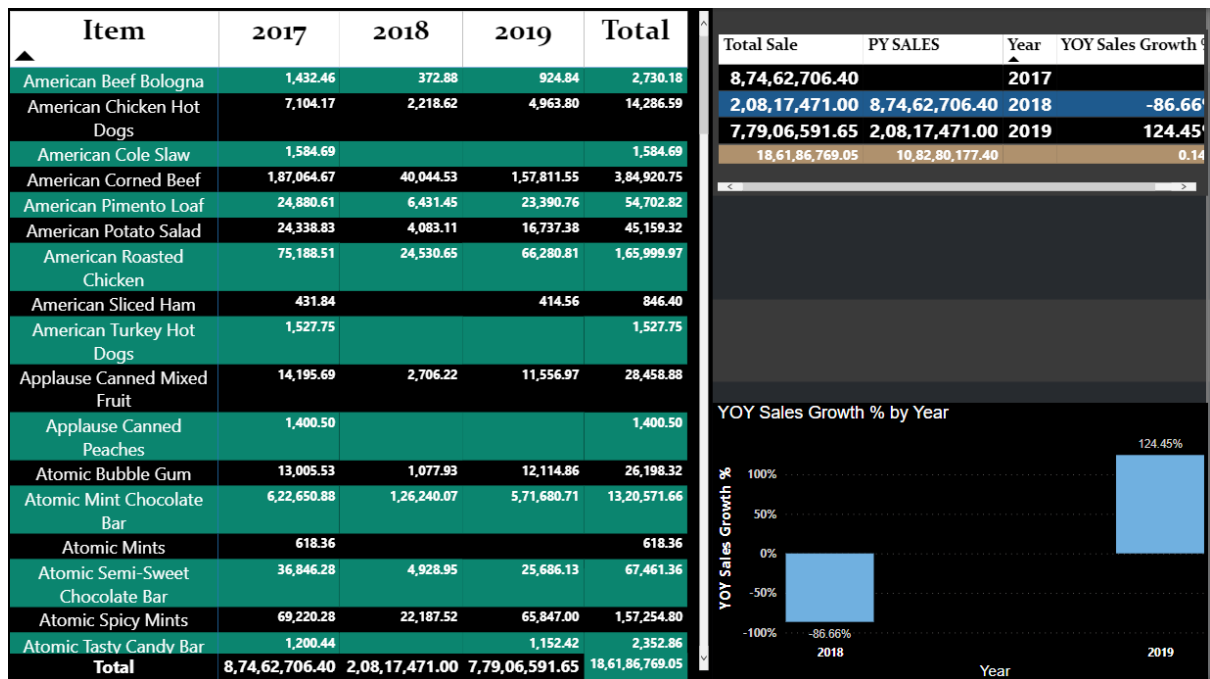 Item 2017 2018 2019 Total
American Beef Bologna 1,432.46 372.88 924.84 2,730.18
American Chicken Hot 7,104.17 2,218.62 4,963.80 14,286.59
Dogs
American Cole Slaw 1,584.69 1,584.69
American Corned Beef 1,87,064.67 40,044.53 1,57,811.55 3,84,920.75
American Pimento Loaf 24,880.61 6,431.45 23,390.76 54,702.82
American Potato Salad 24,338.83 4,083.11 16,737.38 45,159.32
American Roasted 75,188.51 24,530.65 66,280.81 1,65,999.97
Chicken
American Sliced Ham 431.84 414.56 846.40
American Turkey Hot 1,527.75 1,527.75
Dogs
Applause Canned Mixed 14,195.69 2,706.22 11,556.97 28,458.88
Fruit
Applause Canned 1,400.50 1,400.50
Peaches
Atomic Bubble Gum 13,005.53 1,077.93 12,114.86 26,198.32
Atomic Mint Chocolate 6,22,650.88 1,26,240.07 5,71,680.71 13,20,571.66
Bar
Atomic Mints 618.36 618.36
Atomic Semi-Sweet 36,846.28 4,928.95 25,686.13 67,461.36
Chocolate Bar
Atomic Spicy Mints 69,220.28 22,187.52 65,847.00 1,57,254.80
Atomic Tasty Candy Bar 1,200.44 1,152.42 2,352.86
Total 8,74,62,706.40 2,08,17,471.00 7,79,06,591.65 18,61,86,769.05
Total Sale PY SALES Year YOY Sales Growth
8,74,62,706.40 2017
2,08,17,471.00 8,74,62,706.40 2018 -86.66
7,79,06,591.65 2,08,17,471.00 2019 124.45
18,61,86,769.05 10,82,80,177.40 0.14
YOY Sales Growth % by Year
124.45%
YOY Sales Growth %
100%
50%
0%
-50%
-100%
-86.66%
2018 2019
Year